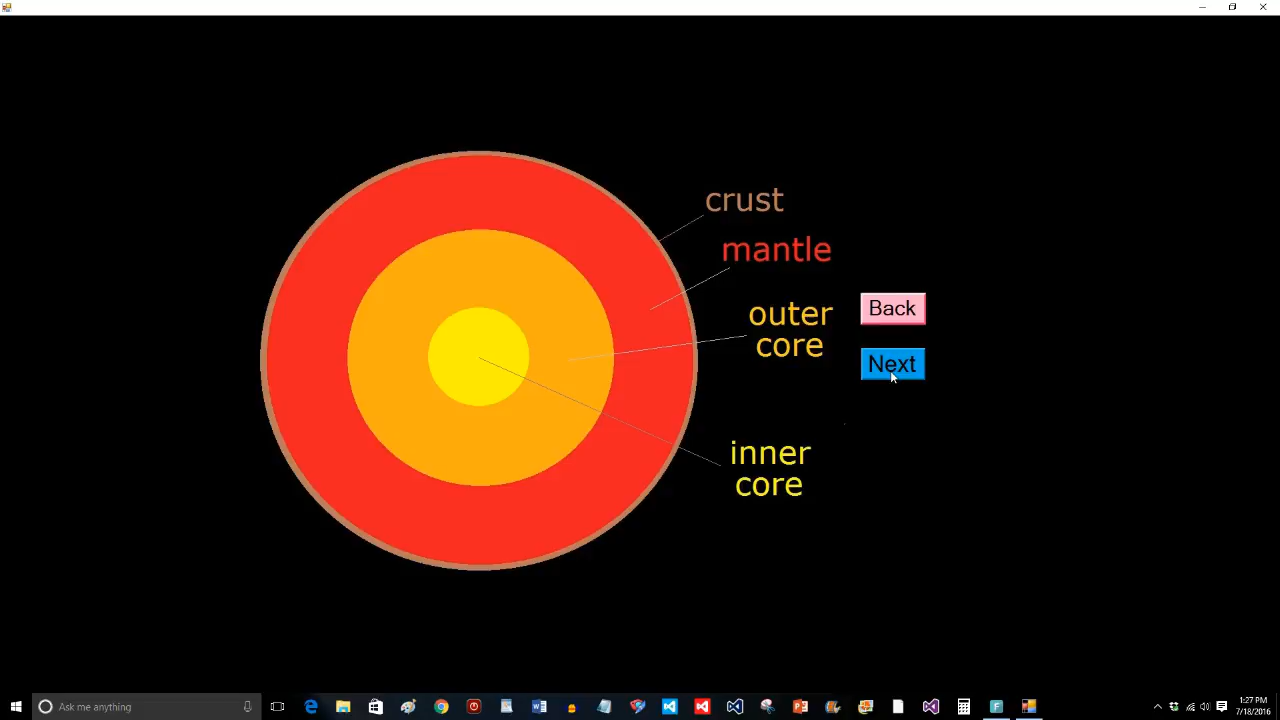 crust
mantle
outer
core
Back
Next
inner
core
Ask me anything
1:27 PM
7/18/2016